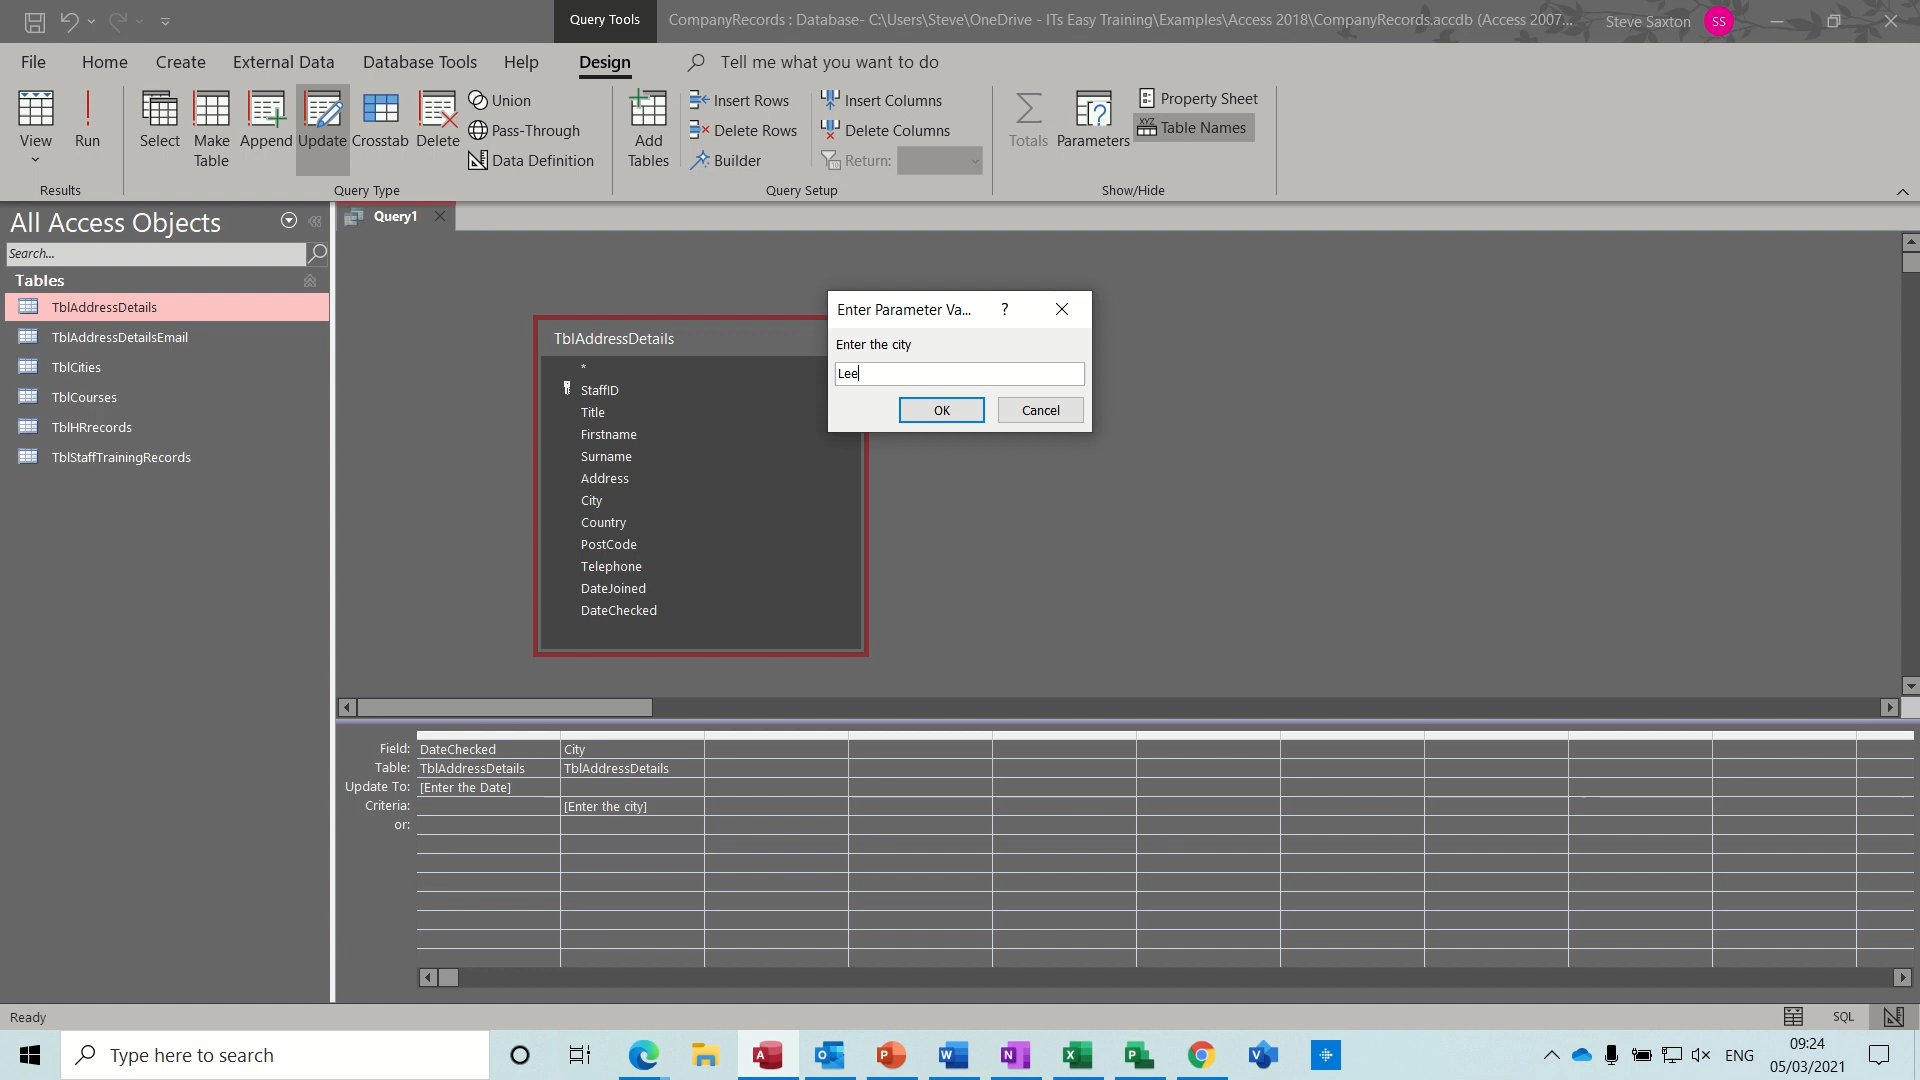 Query Tools
CompanyRecords : Database- C:\Users\Steve\OneDrive - ITs Easy Training\Examples\Access 2018\CompanyRecords.accdb (Access 2007...
Steve Saxton
SS
File
Home
Create
External Data
Database Tools
Help
Design
Tell me what you want to do
View
Run
Results
Select
Make
Table
Append
Update
Crosstab
Delete
Union
Pass-Through
Data Definition
Query Type
Add
Tables
Insert Rows
Delete Rows
Builder
Insert Columns
Delete Columns
Return:
Query Setup
Totals
Parameters
Property Sheet
XYZ
Table Names
Show/Hide
All Access Objects
Search...
Tables
TblAddressDetails
TblAddressDetailsEmail
TblCities
TblCourses
TblHRrecords
TblStaffTrainingRecords
Query1
TblAddressDetails
*
StaffID
Title
Firstname
Surname
Address
City
Country
PostCode
Telephone
DateJoined
DateChecked
Enter Parameter Va...
?
Enter the city
Lee
OK
Cancel
Field: DateChecked City
Table: TblAddressDetails TblAddressDetails
Update To: [Enter the Date]
Criteria: [Enter the city]
or:
Ready
SQL
Type here to search
ENG
09:24
05/03/2021